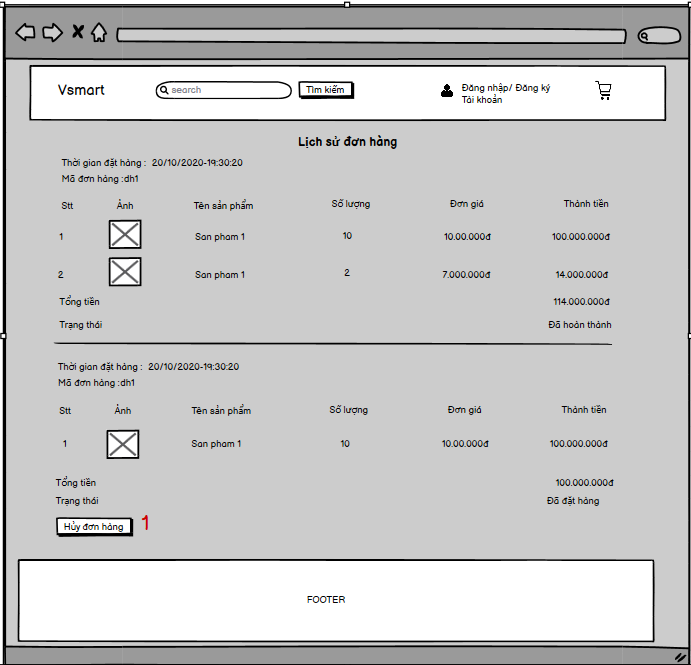 Vsmart search Tìm kiếm Đăng nhập/ Đăng ký
Tài khoản
Lịch sử đơn hàng
Thời gian đặt hàng : 20/10/2020-19:30:20
Mã đơn hàng :dh1
Stt Ảnh Tên sản phẩm Số lượng Đơn giá Thành tiền
1 San pham 1 10 10.00.000đ 100.000.000đ
2 San pham 1 2 7.000.000đ 14.000.000đ
Tổng tiền 114.000.000đ
Trạng thái Đã hoàn thành
Thời gian đặt hàng : 20/10/2020-19:30:20
Mã đơn hàng :dh1
Stt Ảnh Tên sản phẩm Số lượng Đơn giá Thành tiền
1 San pham 1 10 10.00.000đ 100.000.000đ
Tổng tiền 100.000.000đ
Trạng thái Đã đặt hàng
Hủy đơn hàng 1
FOOTER